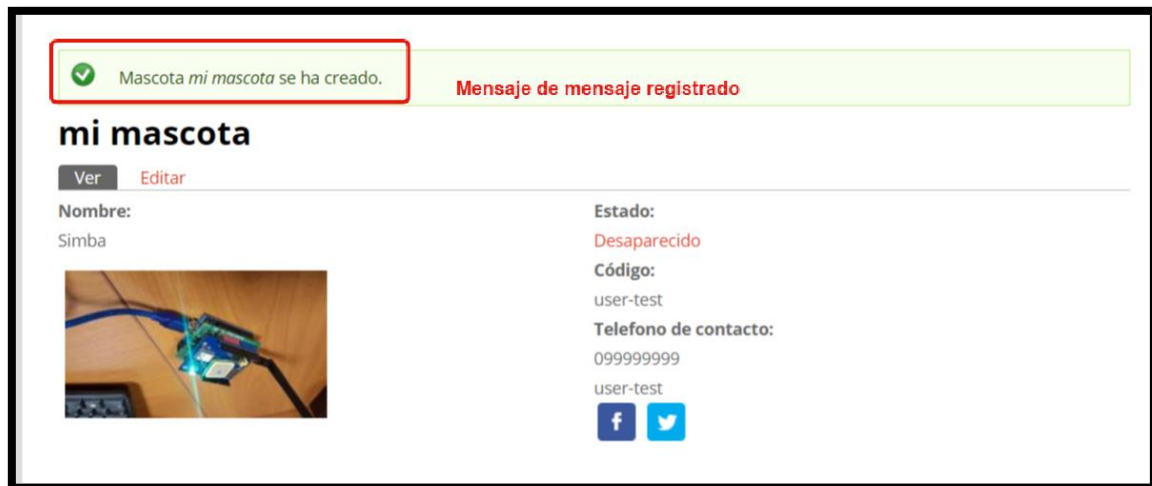 Mascota mi mascota se ha creado.
Mensaje de mensaje registrado
mi mascota
Ver Editar
Nombre:
Simba
Estado:
Desaparecido
Código:
user-test
Telefono de contacto:
099999999
user-test